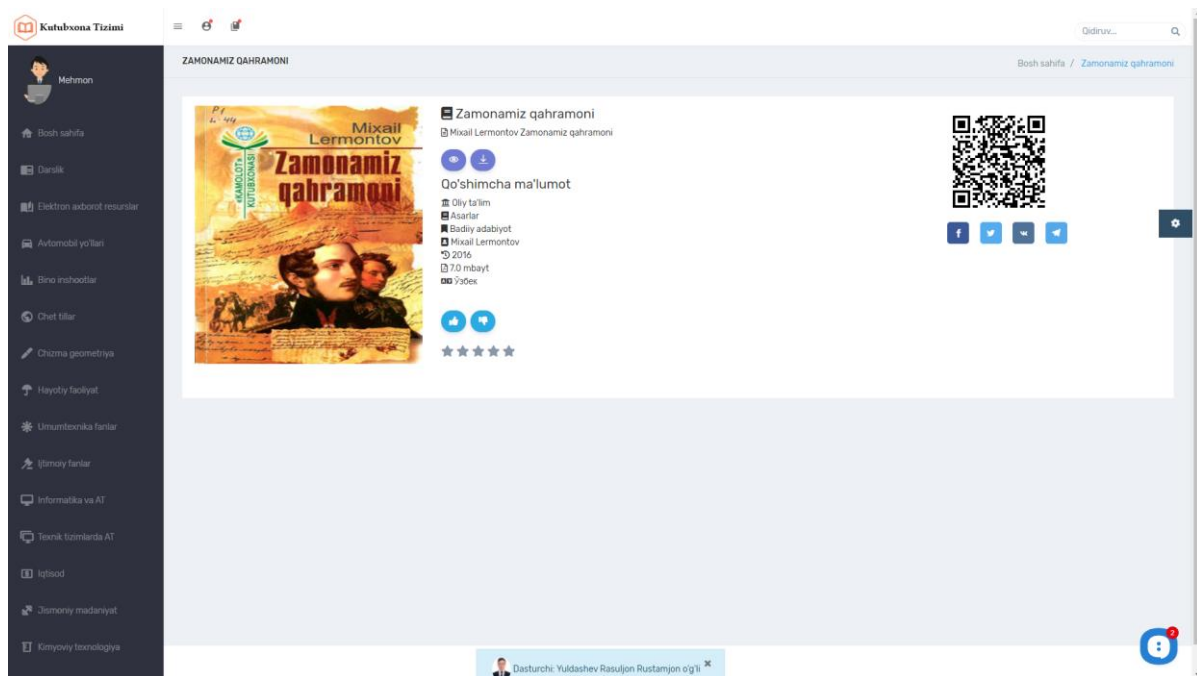 Kutubxona Tizimi
Qidiruv...
Mehmon
ZAMONAMIZ QAHRAMONI
Bosh sahifa / Zamonamiz qahramoni
Bosh sahifa
Darslik
Elektron axborot resurslar
Avtomobil yo'llari
Bino inshootlar
Chet tillar
Chizma geometriya
Hayotiy faoliyat
Umumtexnika fanlar
Ijtimoiy fanlar
Informatika va AT
Texnik tizimlarda AT
Iqtisod
Jismoniy madaniyat
Kimyoviy texnologiya
Mixail
Lermontov
Zamonamiz
qahramoni
«KAMOLOT»
KUTUBXONASI
Zamonamiz qahramoni
Mixail Lermontov Zamonamiz qahramoni
Qo'shimcha ma'lumot
Oliy ta'lim
Asarlar
Badiiy adabiyot
Mixail Lermontov
2016
7.0 mbayt
Ўзбек
2
Dasturchi: Yuldashev Rasuljon Rustamjon o'g'li